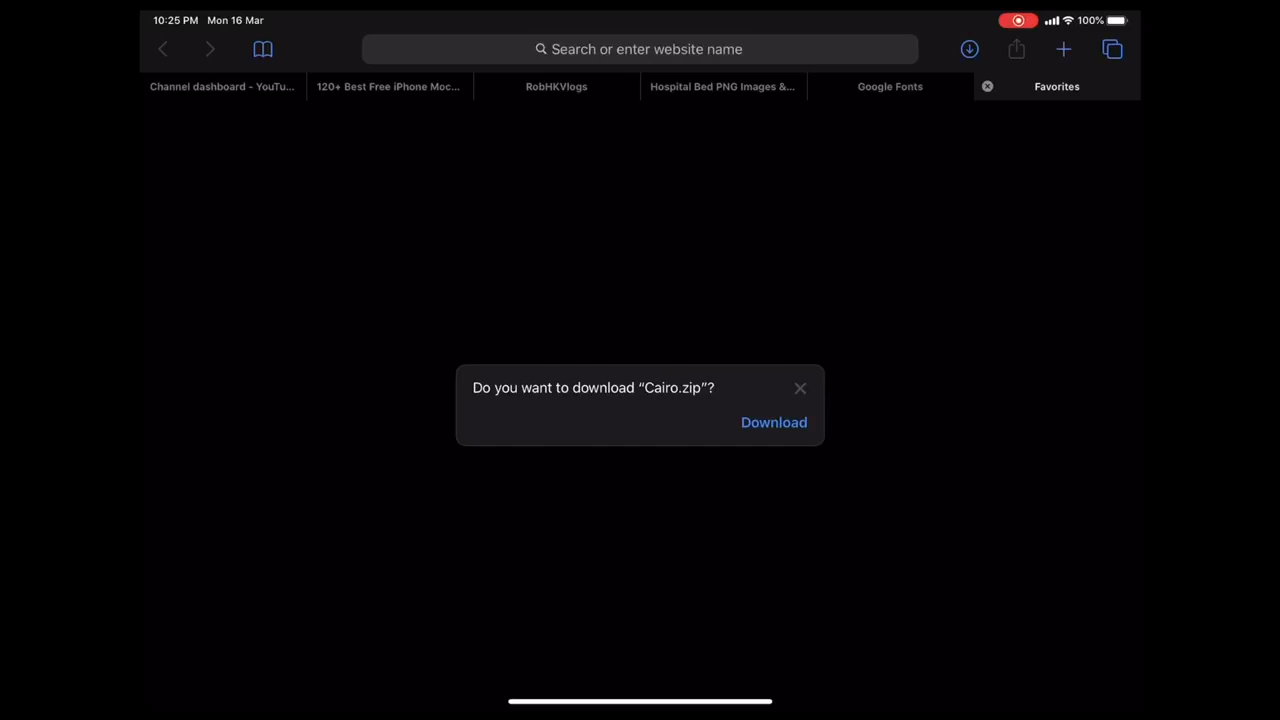 10:25 PM Mon 16 Mar
100%
Search or enter website name
Channel dashboard - YouTu...
120+ Best Free iPhone Moc...
RobHKVlogs
Hospital Bed PNG Images &...
Google Fonts
Favorites
Do you want to download “Cairo.zip”?
Download